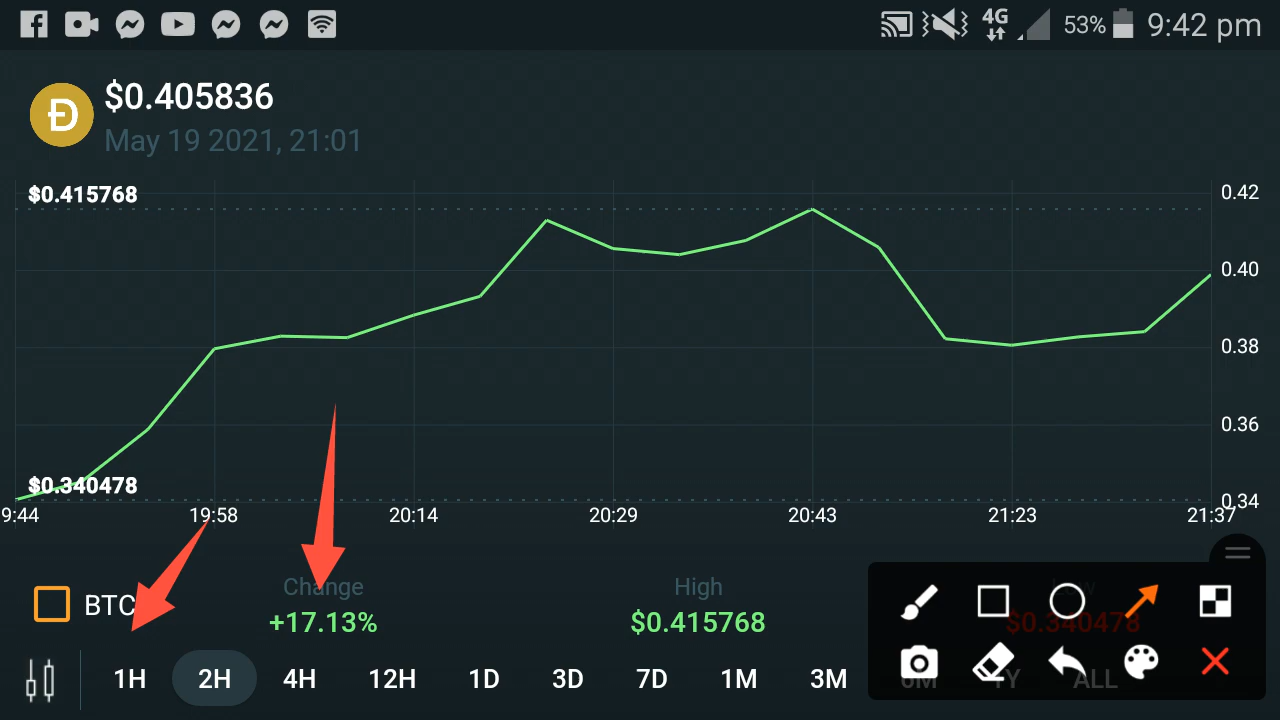 4G 53% 9:42 pm
$0.405836
May 19 2021, 21:01
$0.415768
0.42
0.40
0.38
0.36
$0.340478
0.34
9:44 19:58 20:14 20:29 20:43 21:23 21:37
BTC
Change High Low
+17.13% $0.415768 $0.340478
1H 2H 4H 12H 1D 3D 7D 1M 3M 6M 1Y ALL